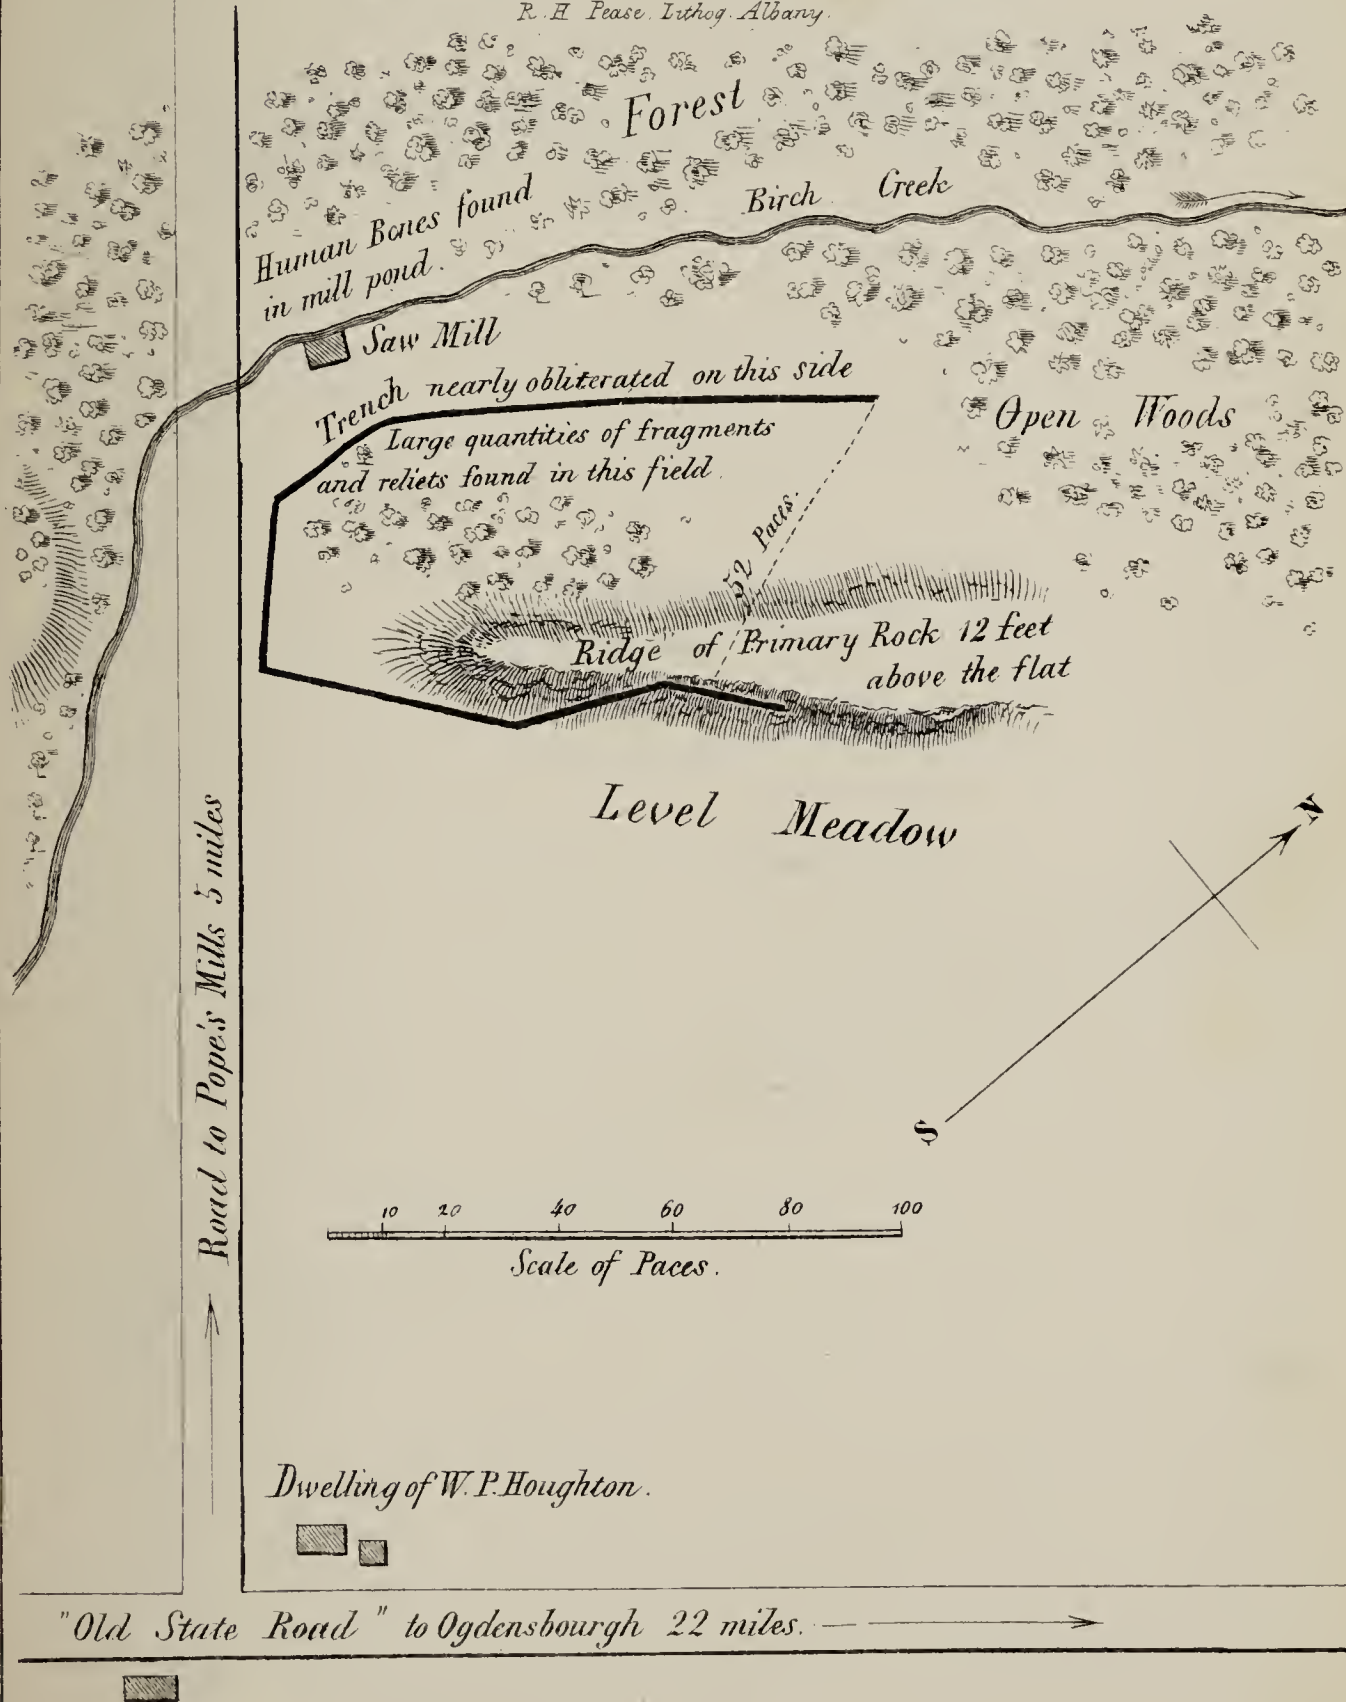 R. H Pease. Lithog. Albany.
Forest
Birch Creek
Human Bones found
in mill pond.
Saw Mill
Trench nearly obliterated on this side
Large quantities of fragments
and reliets found in this field.
Open Woods
52 Paces.
Ridge of Primary Rock 12 feet
above the flat
Level Meadow
N
S
Road to Pope's Mills 5 miles
10 20 40 60 80 100
Scale of Paces.
Dwelling of W. P. Houghton.
"Old State Road" to Ogdensbourgh 22 miles.